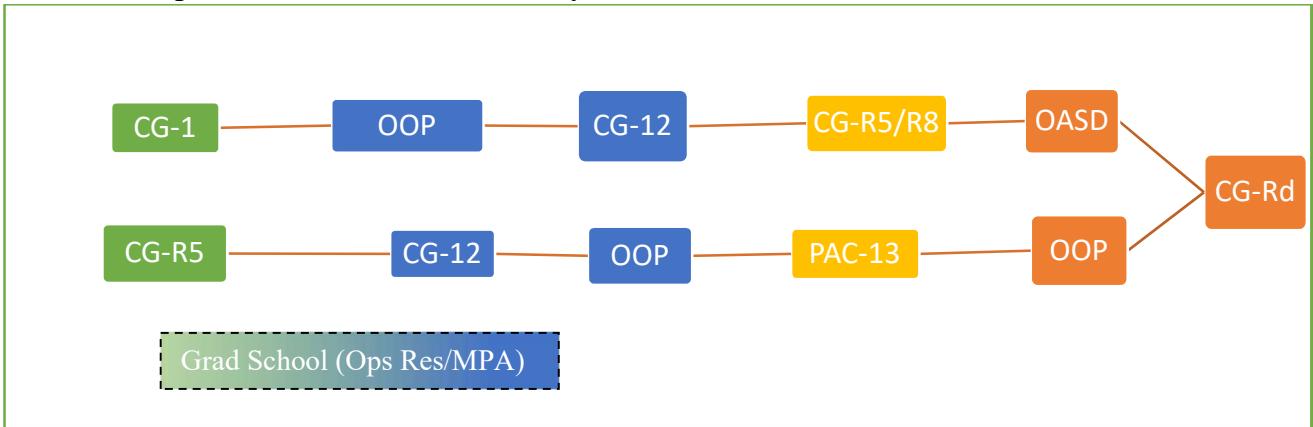 CG-1
OOP
CG-12
CG-R5/R8
OASD
CG-Rd
CG-R5
CG-12
OOP
PAC-13
OOP
Grad School (Ops Res/MPA)